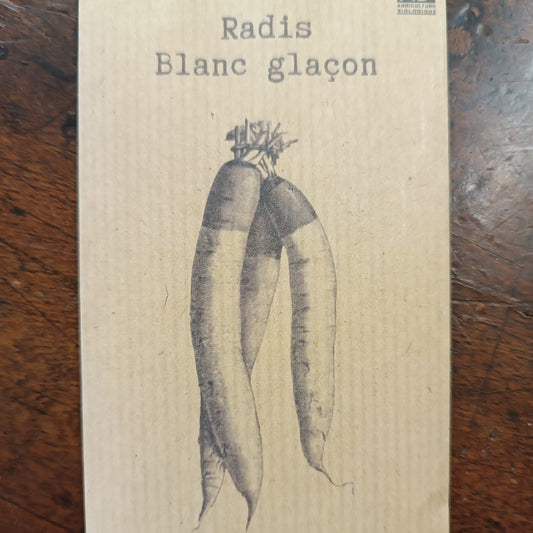 Radis
Blanc glaçon
AGRICULTURE
BIOLOGIQUE